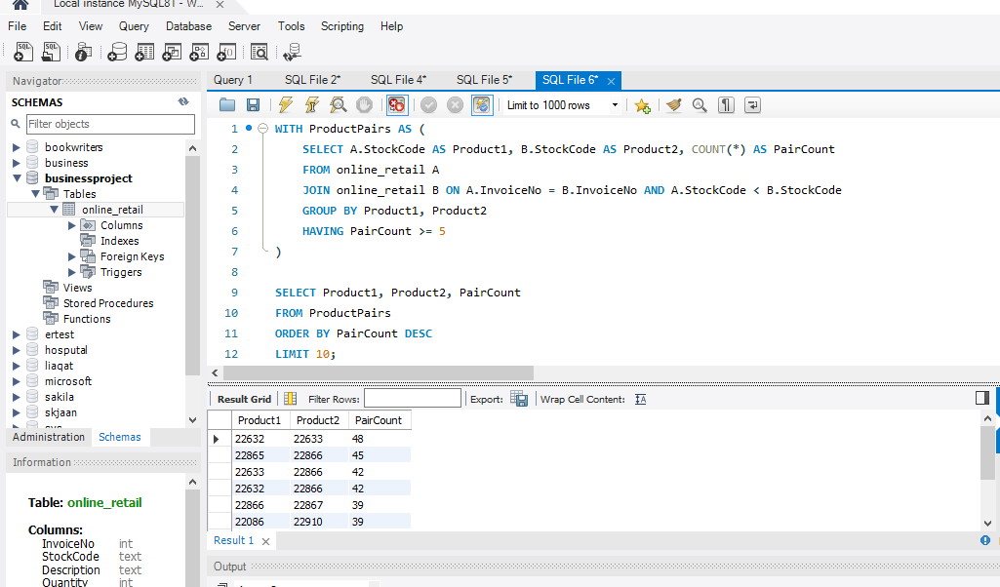 Local instance MySQL81 - W...
File Edit View Query Database Server Tools Scripting Help
Navigator
SCHEMAS
Filter objects
bookwriters
business
businessproject
Tables
online_retail
Columns
Indexes
Foreign Keys
Triggers
Views
Stored Procedures
Functions
ertest
hosputal
liaqat
microsoft
sakila
skjaan
sys
Administration Schemas
Information
Table: online_retail
Columns:
InvoiceNo int
StockCode text
Description text
Quantity int
Query 1 SQL File 2* SQL File 4* SQL File 5* SQL File 6*
Limit to 1000 rows
1 WITH ProductPairs AS (
2 SELECT A.StockCode AS Product1, B.StockCode AS Product2, COUNT(*) AS PairCount
3 FROM online_retail A
4 JOIN online_retail B ON A.InvoiceNo = B.InvoiceNo AND A.StockCode < B.StockCode
5 GROUP BY Product1, Product2
6 HAVING PairCount >= 5
7 )
8
9 SELECT Product1, Product2, PairCount
10 FROM ProductPairs
11 ORDER BY PairCount DESC
12 LIMIT 10;
Result Grid Filter Rows: Export: Wrap Cell Content:
Product1 Product2 PairCount
22632 22633 48
22865 22866 45
22633 22866 42
22632 22866 42
22866 22867 39
22086 22910 39
Result 1
Output